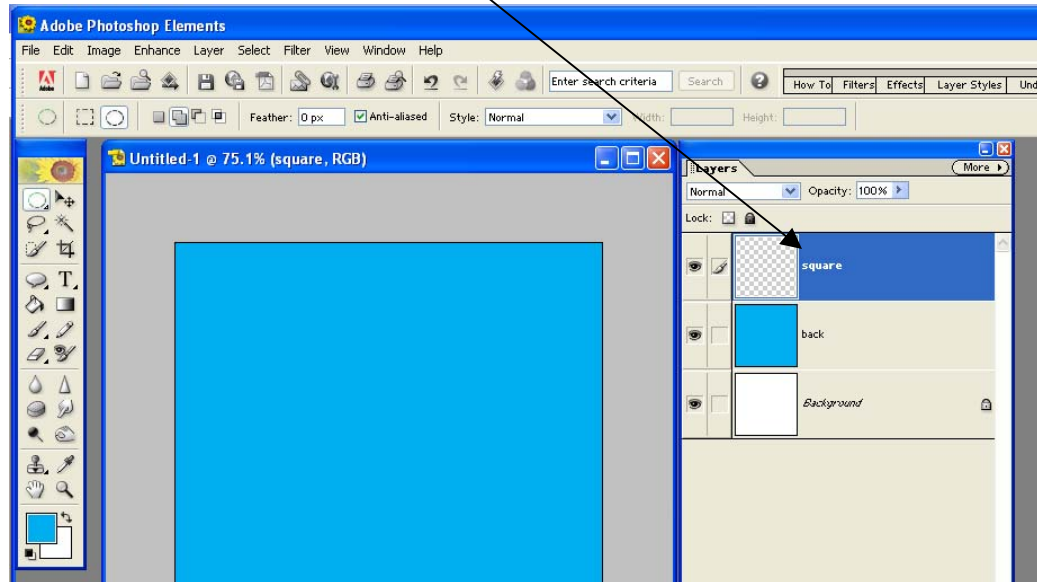 Adobe Photoshop Elements
File Edit Image Enhance Layer Select Filter View Window Help
Adobe
Enter search criteria Search How To Filters Effects Layer Styles Und
Feather: 0 px Anti-aliased Style: Normal Width: Height:
Untitled-1 @ 75.1% (square, RGB)
Layers More
Normal Opacity: 100%
Lock:
square
back
Background
T